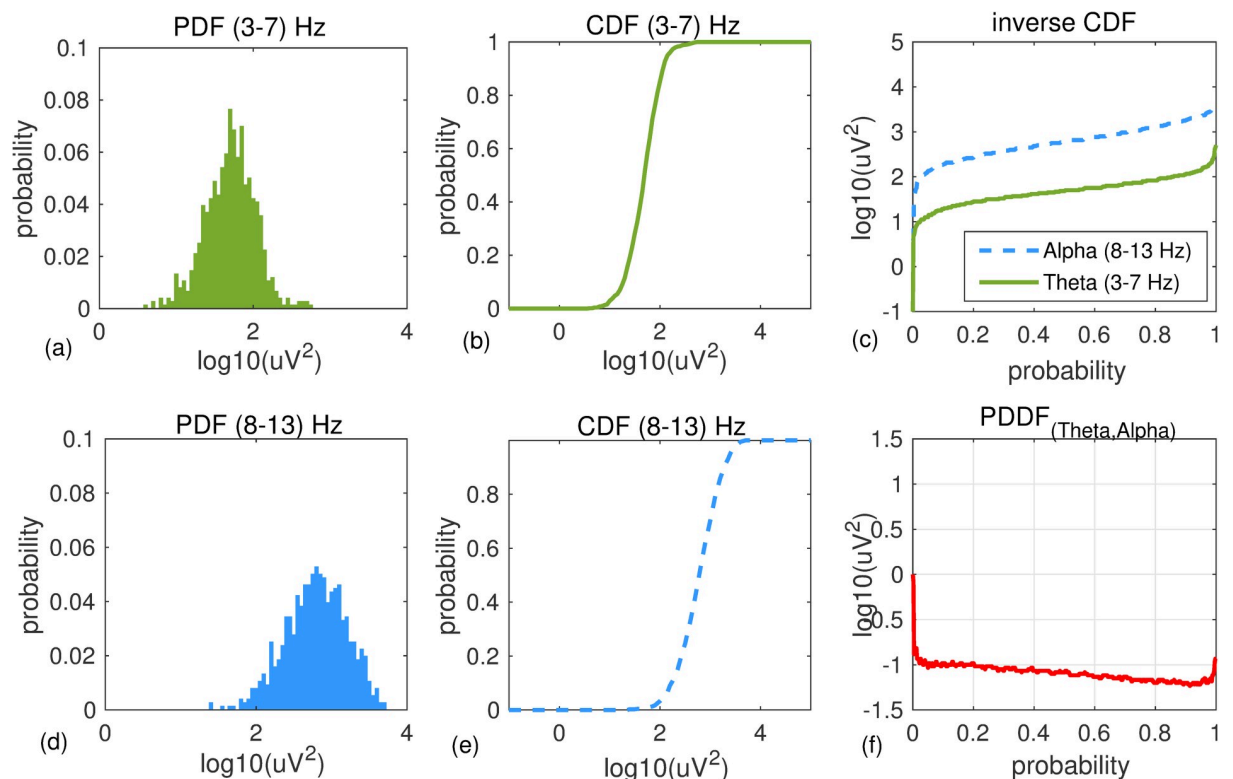 PDF (3-7) Hz
0.1
0.08
0.06
0.04
0.02
0
probability
0 2 4
log10(uV²)
(a)
CDF (3-7) Hz
1
0.8
0.6
0.4
0.2
0
probability
0 2 4
log10(uV²)
(b)
inverse CDF
5
4
3
2
1
0
-1
log10(uV²)
Alpha (8-13 Hz)
Theta (3-7 Hz)
0 0.2 0.4 0.6 0.8 1
probability
(c)
PDF (8-13) Hz
0.1
0.08
0.06
0.04
0.02
0
probability
0 2 4
log10(uV²)
(d)
CDF (8-13) Hz
0.8
0.6
0.4
0.2
0
probability
0 2 4
log10(uV²)
(e)
PDDF(Theta,Alpha)
1.5
1
0.5
0
-0.5
-1
-1.5
log10(uV²)
0 0.2 0.4 0.6 0.8 1
probability
(f)